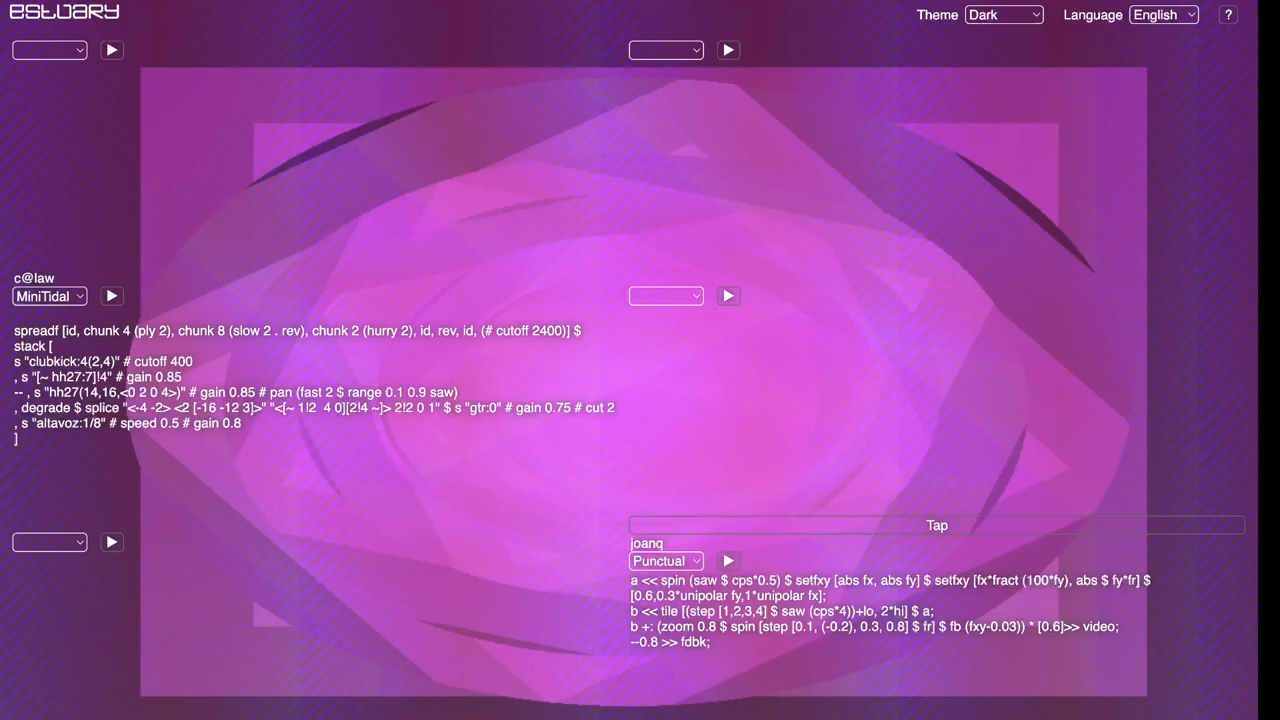 estuary
Theme Dark Language English ?
c@law
MiniTidal
spreadf [id, chunk 4 (ply 2), chunk 8 (slow 2 . rev), chunk 2 (hurry 2), id, rev, id, (# cutoff 2400)] $
stack [
s "clubkick:4(2,4)" # cutoff 400
, s "[~ hh27:7]!4" # gain 0.85
-- , s "hh27(14,16,<0 2 0 4>)" # gain 0.85 # pan (fast 2 $ range 0.1 0.9 saw)
, degrade $ splice "<-4 -2> <2 [-16 -12 3]>" "<[~ 1!2  4 0][2!4 ~]> 2!2 0 1" $ s "gtr:0" # gain 0.75 # cut 2
, s "altavoz:1/8" # speed 0.5 # gain 0.8
]
Tap
joanq
Punctual
a << spin (saw $ cps*0.5) $ setfxy [abs fx, abs fy] $ setfxy [fx*fract (100*fy), abs $ fy*fr] $
[0.6,0.3*unipolar fy,1*unipolar fx];
b << tile [(step [1,2,3,4] $ saw (cps*4))+lo, 2*hi] $ a;
b +: (zoom 0.8 $ spin [step [0.1, (-0.2), 0.3, 0.8] $ fr] $ fb (fxy-0.03)) * [0.6]>> video;
--0.8 >> fdbk;